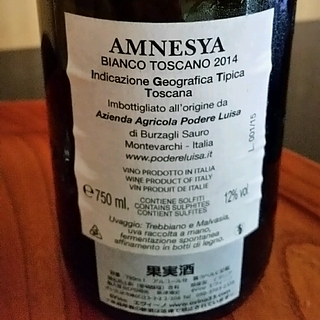 AMNESYA
BIANCO TOSCANO 2014
Indicazione Geografica Tipica
Toscana
Imbottigliato all'origine da
Azienda Agricola Podere Luisa
di Burzagli Sauro
Montevarchi - Italia
www.podereluisa.it
L. 001/15
VINO PRODOTTO IN ITALIA
WINE PRODUCT OF ITALY
VIN PRODUIT DE ITALIE
CONTIENE SOLFITI
℮ 750 ml. CONTAINS SULPHITES 12% vol
CONTIENT SULFITES
Uvaggio: Trebbiano e Malvasia,
uva raccolta a mano,
fermentazione spontanea
affinamento in botti di legno.
果実酒